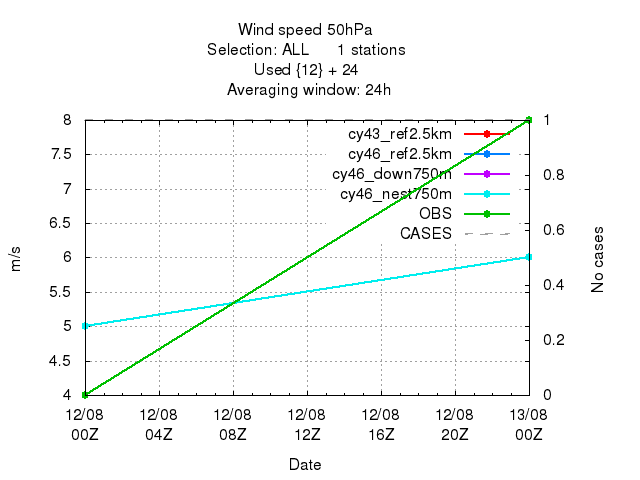 Wind speed 50hPa
Selection: ALL 1 stations
Used {12} + 24
Averaging window: 24h
8
7.5
7
6.5
6
5.5
5
4.5
4
m/s
cy43_ref2.5km
cy46_ref2.5km
cy46_down750m
cy46_nest750m
OBS
CASES
1
0.8
0.6
0.4
0.2
0
No cases
12/08 12/08 12/08 12/08 12/08 12/08 13/08
00Z 04Z 08Z 12Z 16Z 20Z 00Z
Date